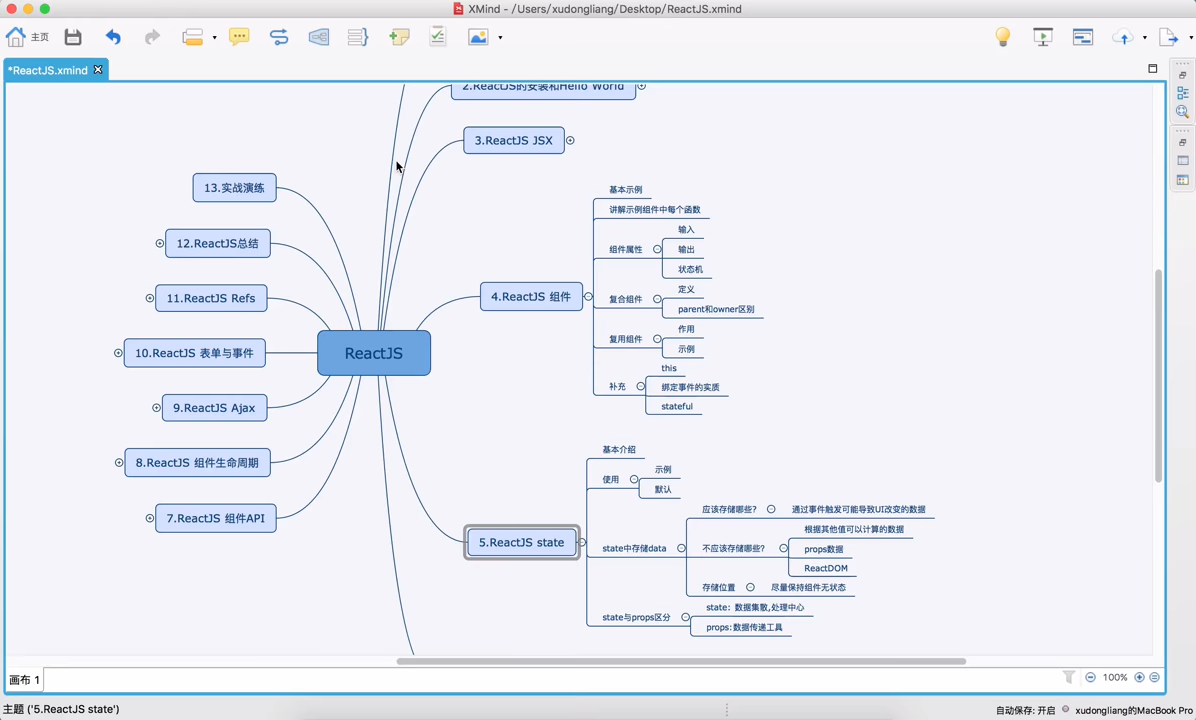 XMind - /Users/xudongliang/Desktop/ReactJS.xmind
主页
*ReactJS.xmind
2.ReactJS的安装和Hello World
3.ReactJS JSX
4.ReactJS 组件
基本示例
讲解示例组件中每个函数
组件属性
输入
输出
状态机
复合组件
定义
parent和owner区别
复用组件
作用
示例
补充
this
绑定事件的实质
stateful
13.实战演练
12.ReactJS总结
11.ReactJS Refs
10.ReactJS 表单与事件
9.ReactJS Ajax
8.ReactJS 组件生命周期
7.ReactJS 组件API
ReactJS
5.ReactJS state
基本介绍
使用
示例
默认
state中存储data
应该存储哪些?
通过事件触发可能导致UI改变的数据
不应该存储哪些?
根据其他值可以计算的数据
props数据
ReactDOM
存储位置
尽量保持组件无状态
state与props区分
state: 数据集散,处理中心
props:数据传递工具
画布 1
100%
主题 ('5.ReactJS state')
自动保存: 开启
xudongliang的MacBook Pro